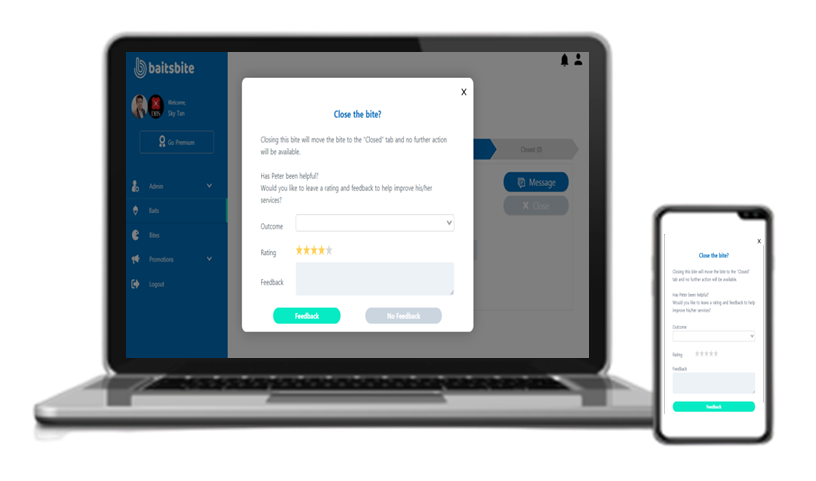 baitsbite
Welcome,
Sky Tan
Go Premium
Admin
Baits
Bites
Promotions
Logout
X
Close the bite?
Closing this bite will move the bite to the "Closed" tab and no further action
will be available.
Has Peter been helpful?
Would you like to leave a rating and feedback to help improve his/her
services?
Outcome
Rating
Feedback
Feedback
No Feedback
Closed (0)
Message
X Close
X
Close the bite?
Closing this bite will move the bite to the "Closed"
tab and no further action will be available.
Has Peter been helpful?
Would you like to leave a rating and feedback to help
improve his/her services?
Outcome
Rating
Feedback
Feedback